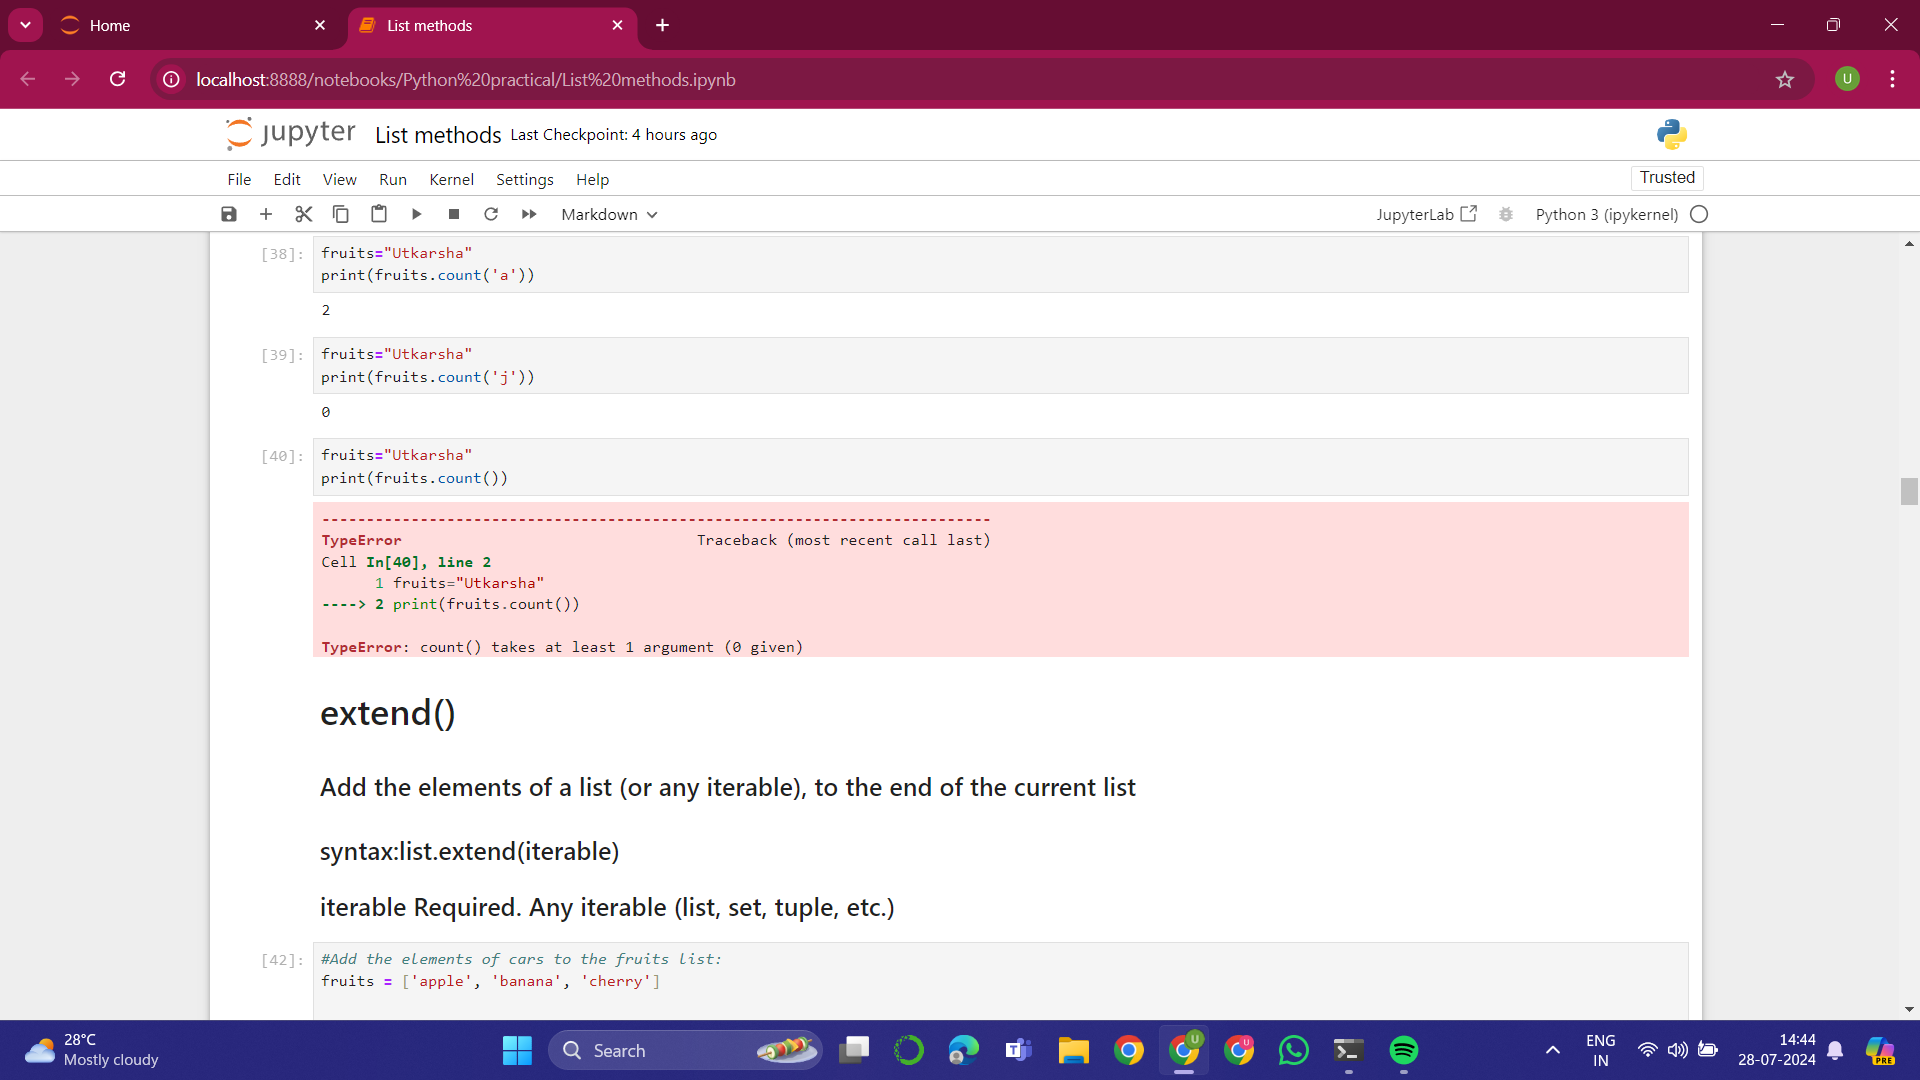 Home
List methods
localhost:8888/notebooks/Python%20practical/List%20methods.ipynb
U
jupyter List methods Last Checkpoint: 4 hours ago
File Edit View Run Kernel Settings Help
Trusted
Markdown
JupyterLab
Python 3 (ipykernel)
[38]: fruits="Utkarsha"
print(fruits.count('a'))
2
[39]: fruits="Utkarsha"
print(fruits.count('j'))
0
[40]: fruits="Utkarsha"
print(fruits.count())
---------------------------------------------------------------------------
TypeError Traceback (most recent call last)
Cell In[40], line 2
1 fruits="Utkarsha"
----> 2 print(fruits.count())
TypeError: count() takes at least 1 argument (0 given)
extend()
Add the elements of a list (or any iterable), to the end of the current list
syntax:list.extend(iterable)
iterable Required. Any iterable (list, set, tuple, etc.)
[42]: #Add the elements of cars to the fruits list:
fruits = ['apple', 'banana', 'cherry']
28°C
Mostly cloudy
Search
U
U
ENG
IN
14:44
28-07-2024
PRE